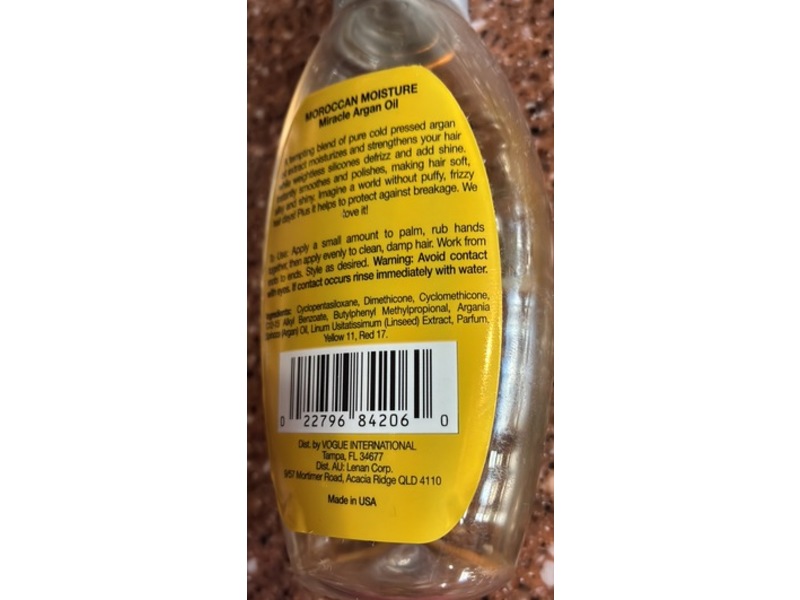 MOROCCAN MOISTURE
Miracle Argan Oil
A tempting blend of pure cold pressed argan
oil extract moisturizes and strengthens your hair
while weightless silicones defrizz and add shine.
Instantly smoothes and polishes, making hair soft,
silky and shiny. Imagine a world without puffy, frizzy
hair days! Plus it helps to protect against breakage. We
love it!
To Use: Apply a small amount to palm, rub hands
together, then apply evenly to clean, damp hair. Work from
roots to ends. Style as desired. Warning: Avoid contact
with eyes. If contact occurs rinse immediately with water.
Ingredients: Cyclopentasiloxane, Dimethicone, Cyclomethicone,
C12-15 Alkyl Benzoate, Butylphenyl Methylpropional, Argania
Spinosa (Argan) Oil, Linum Usitatissimum (Linseed) Extract, Parfum,
Yellow 11, Red 17.
0 22796 84206 0
Dist. by VOGUE INTERNATIONAL
Tampa, FL 34677
Dist. AU: Lenan Corp.
9/57 Mortimer Road, Acacia Ridge QLD 4110
Made in USA